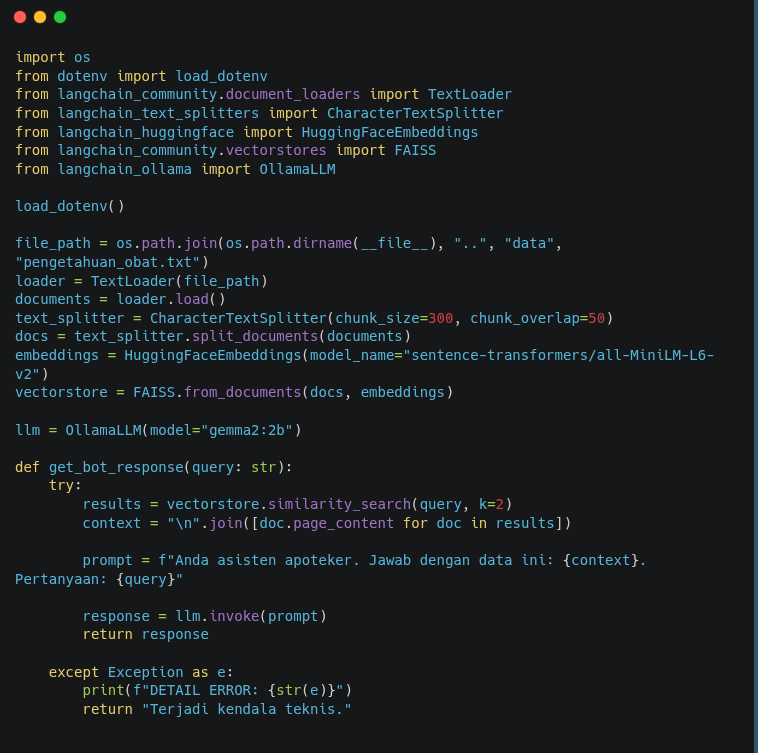 import os
from dotenv import load_dotenv
from langchain_community.document_loaders import TextLoader
from langchain_text_splitters import CharacterTextSplitter
from langchain_huggingface import HuggingFaceEmbeddings
from langchain_community.vectorstores import FAISS
from langchain_ollama import OllamaLLM

load_dotenv()

file_path = os.path.join(os.path.dirname(__file__), "..", "data",
"pengetahuan_obat.txt")
loader = TextLoader(file_path)
documents = loader.load()
text_splitter = CharacterTextSplitter(chunk_size=300, chunk_overlap=50)
docs = text_splitter.split_documents(documents)
embeddings = HuggingFaceEmbeddings(model_name="sentence-transformers/all-MiniLM-L6-
v2")
vectorstore = FAISS.from_documents(docs, embeddings)

llm = OllamaLLM(model="gemma2:2b")

def get_bot_response(query: str):
    try:
        results = vectorstore.similarity_search(query, k=2)
        context = "\n".join([doc.page_content for doc in results])

        prompt = f"Anda asisten apoteker. Jawab dengan data ini: {context}.
Pertanyaan: {query}"

        response = llm.invoke(prompt)
        return response

    except Exception as e:
        print(f"DETAIL ERROR: {str(e)}")
        return "Terjadi kendala teknis."